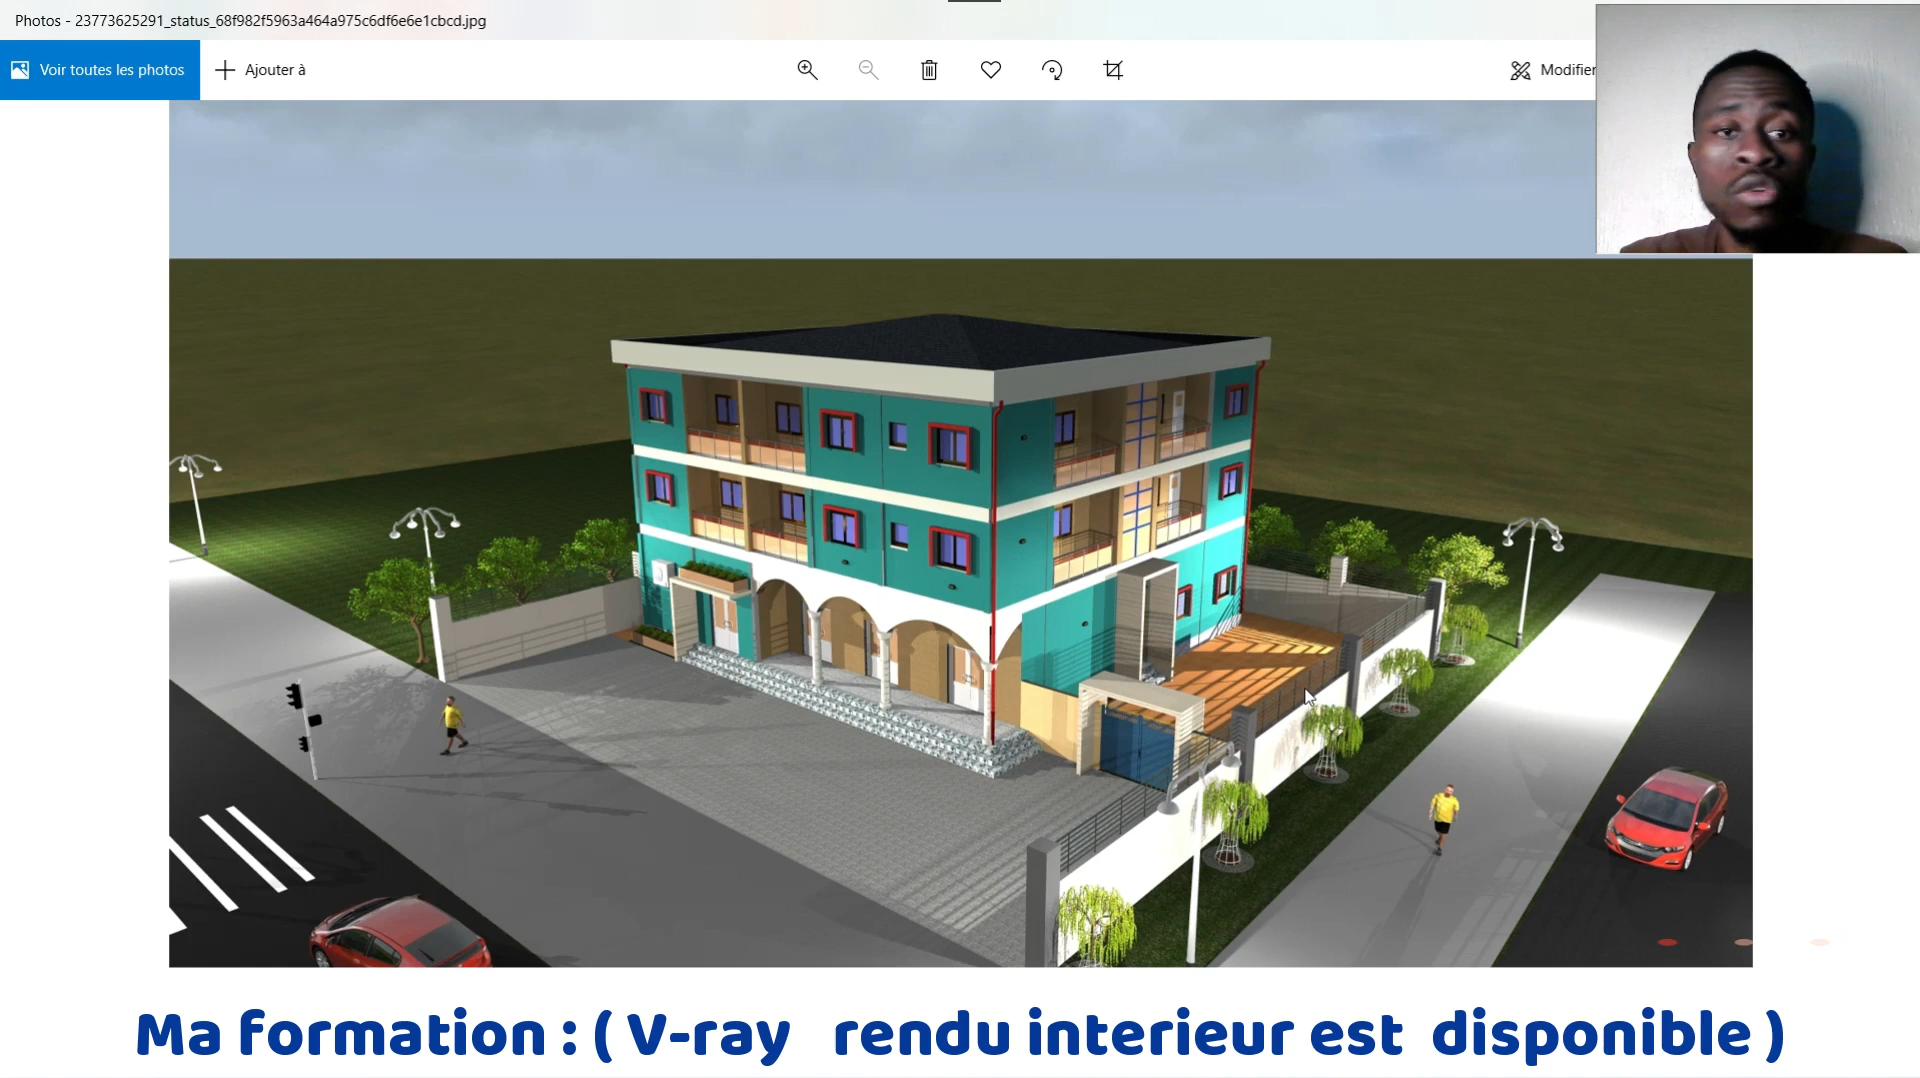 Photos - 23773625291_status_68f982f5963a464a975c6df6e6e1cbcd.jpg
Voir toutes les photos
Ajouter à
Modifier
Ma formation : ( V-ray rendu interieur est disponible )